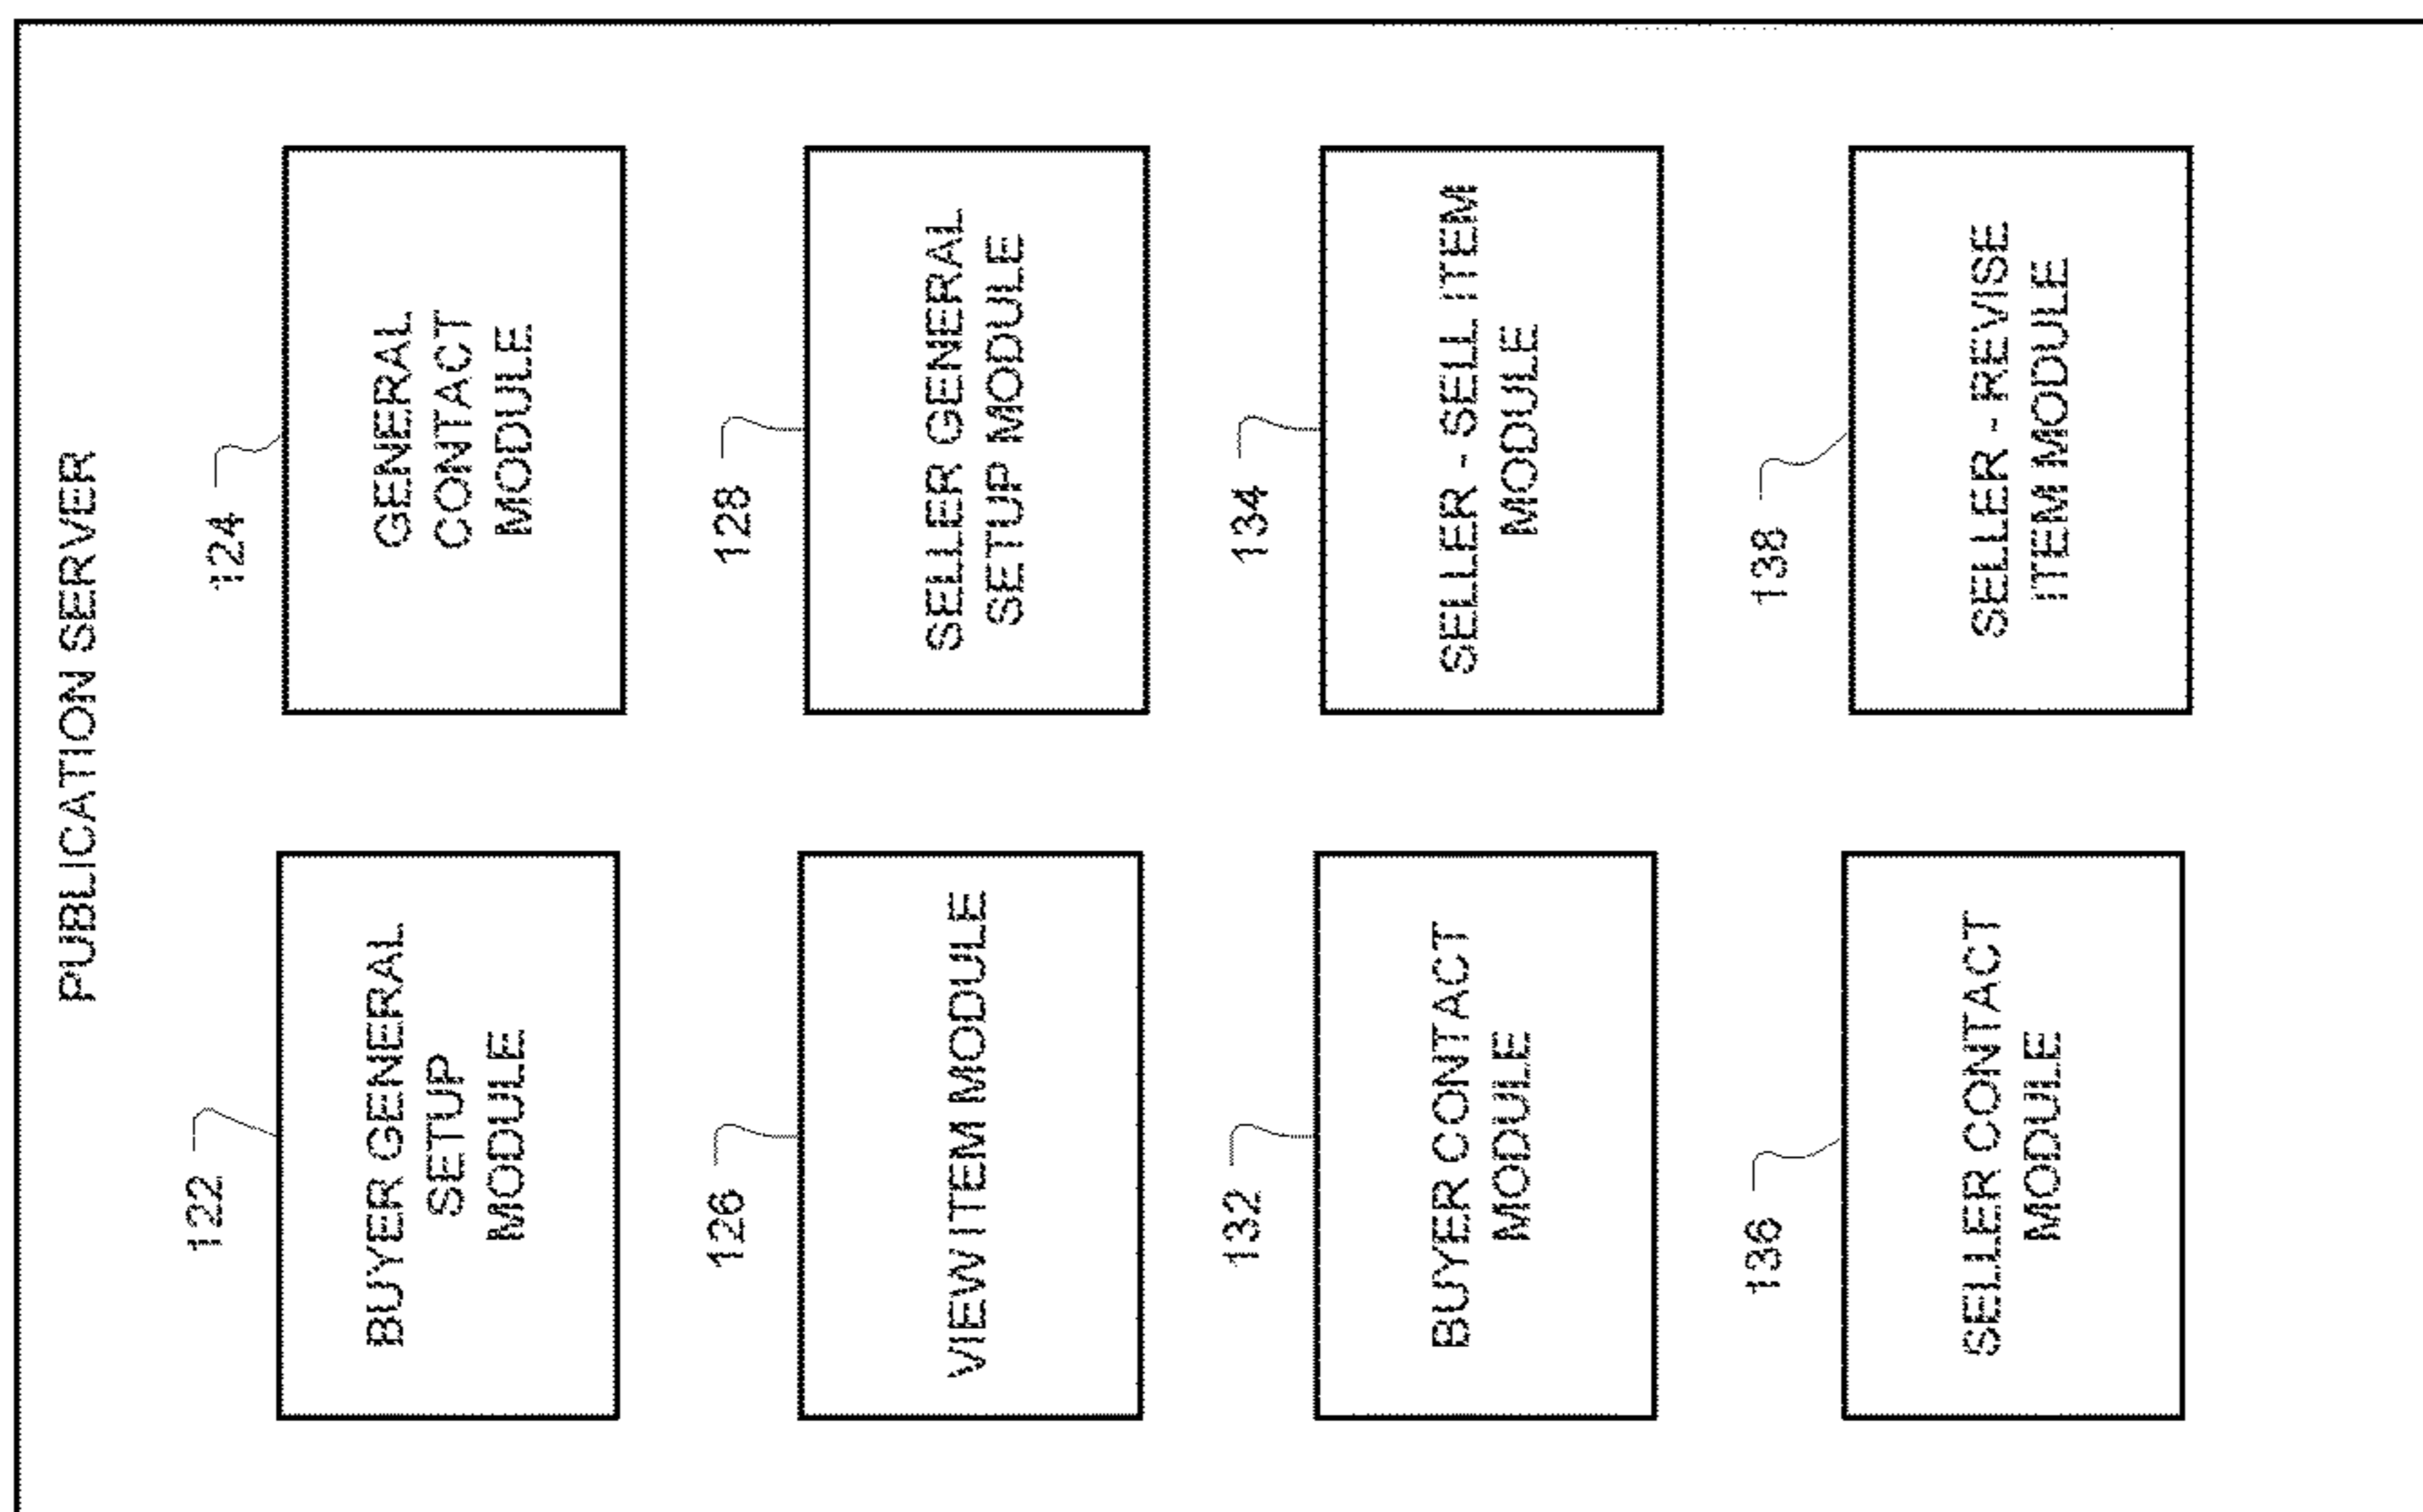 PUBLICATION SERVER
122
BUYER GENERAL
SETUP
MODULE
124
GENERAL
CONTACT
MODULE
126
VIEW ITEM MODULE
128
SELLER GENERAL
SETUP MODULE
132
BUYER CONTACT
MODULE
134
SELLER - SELL ITEM
MODULE
136
SELLER CONTACT
MODULE
138
SELLER - REVISE
ITEM MODULE